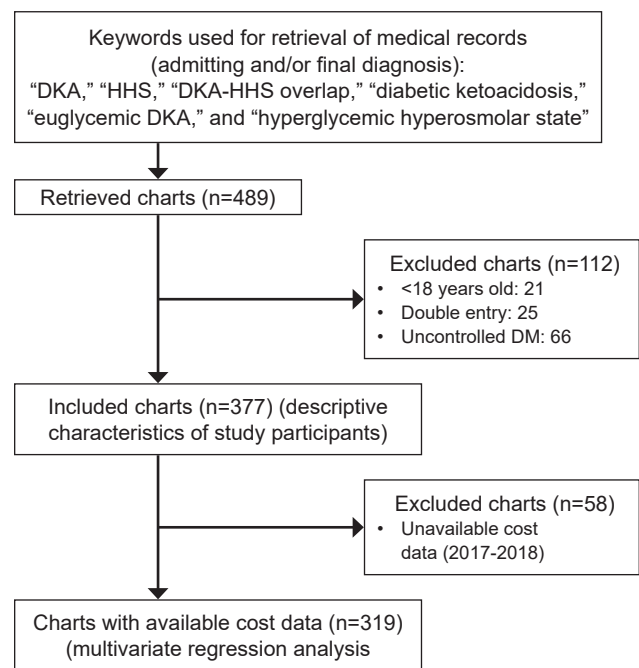 Keywords used for retrieval of medical records
(admitting and/or final diagnosis):
“DKA,” “HHS,” “DKA-HHS overlap,” “diabetic ketoacidosis,”
“euglycemic DKA,” and “hyperglycemic hyperosmolar state”
Retrieved charts (n=489)
Excluded charts (n=112)
• <18 years old: 21
• Double entry: 25
• Uncontrolled DM: 66
Included charts (n=377) (descriptive
characteristics of study participants)
Excluded charts (n=58)
• Unavailable cost
data (2017-2018)
Charts with available cost data (n=319)
(multivariate regression analysis